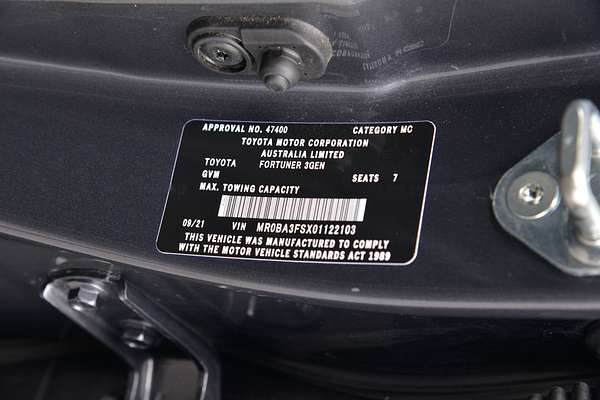 APPROVAL NO. 47400 CATEGORY MC
TOYOTA MOTOR CORPORATION
AUSTRALIA LIMITED
TOYOTA FORTUNER 3GEN
GVM SEATS 7
MAX. TOWING CAPACITY
09/21 VIN MR0BA3FSX01122103
THIS VEHICLE WAS MANUFACTURED TO COMPLY
WITH THE MOTOR VEHICLE STANDARDS ACT 1989